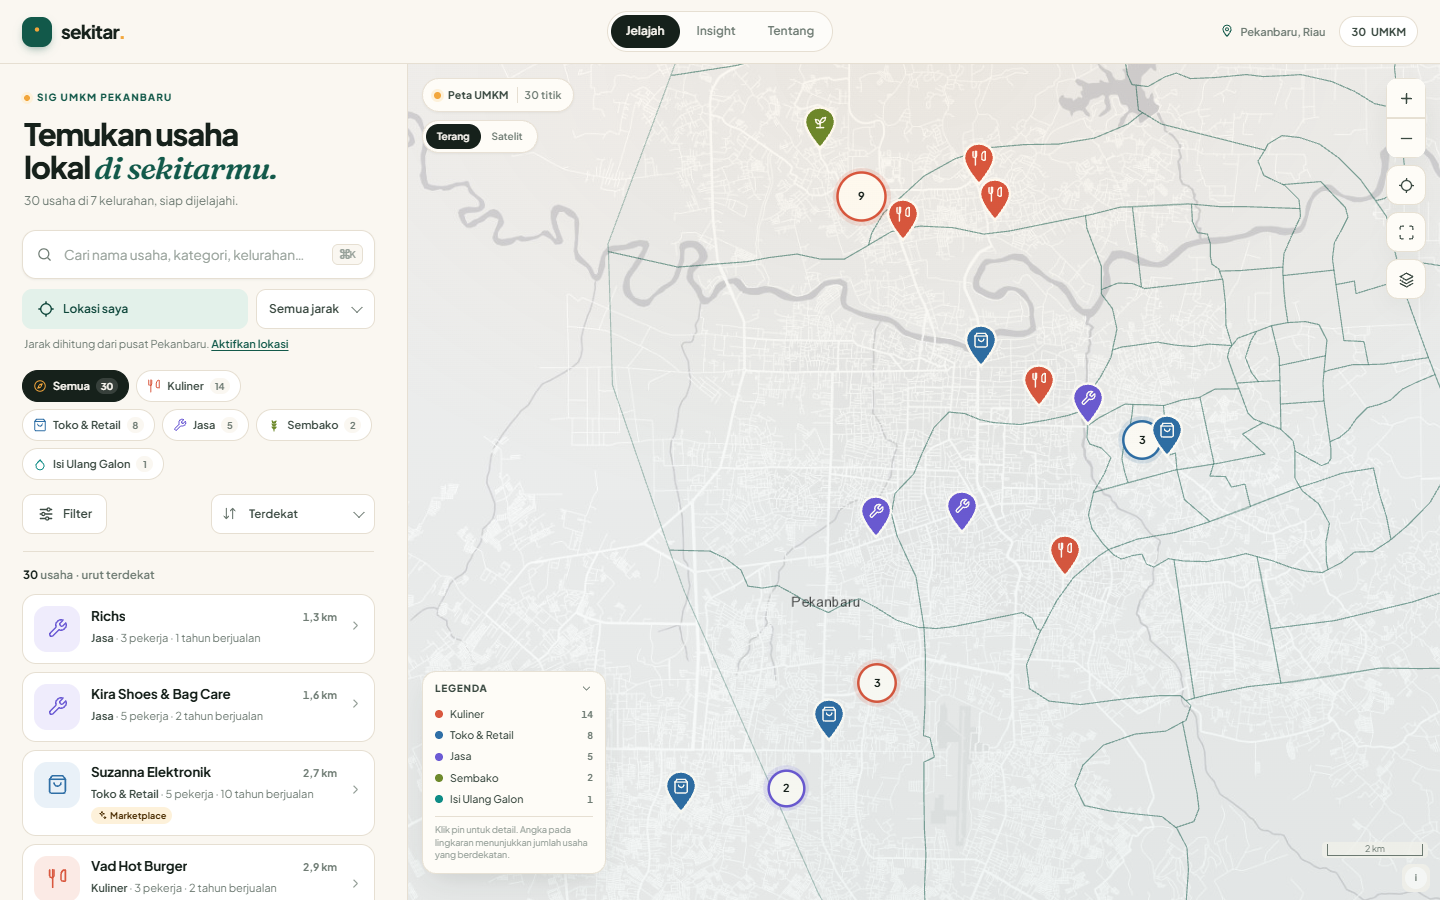 sekitar.
Jelajah
Insight
Tentang
Pekanbaru, Riau
30 UMKM
SIG UMKM PEKANBARU
Temukan usaha
lokal di sekitarmu.
30 usaha di 7 kelurahan, siap dijelajahi.
Cari nama usaha, kategori, kelurahan...
⌘K
Lokasi saya
Semua jarak
Jarak dihitung dari pusat Pekanbaru. Aktifkan lokasi
Semua 30
Kuliner 14
Toko & Retail 8
Jasa 5
Sembako 2
Isi Ulang Galon 1
Filter
Terdekat
30 usaha · urut terdekat
Richs
1,3 km
Jasa · 3 pekerja · 1 tahun berjualan
Kira Shoes & Bag Care
1,6 km
Jasa · 5 pekerja · 2 tahun berjualan
Suzanna Elektronik
2,7 km
Toko & Retail · 5 pekerja · 10 tahun berjualan
Marketplace
Vad Hot Burger
2,9 km
Kuliner · 3 pekerja · 2 tahun berjualan
Peta UMKM
30 titik
Terang
Satelit
9
3
Pekanbaru
3
2
LEGENDA
Kuliner 14
Toko & Retail 8
Jasa 5
Sembako 2
Isi Ulang Galon 1
Klik pin untuk detail. Angka pada
lingkaran menunjukkan jumlah usaha
yang berdekatan.
2 km
i